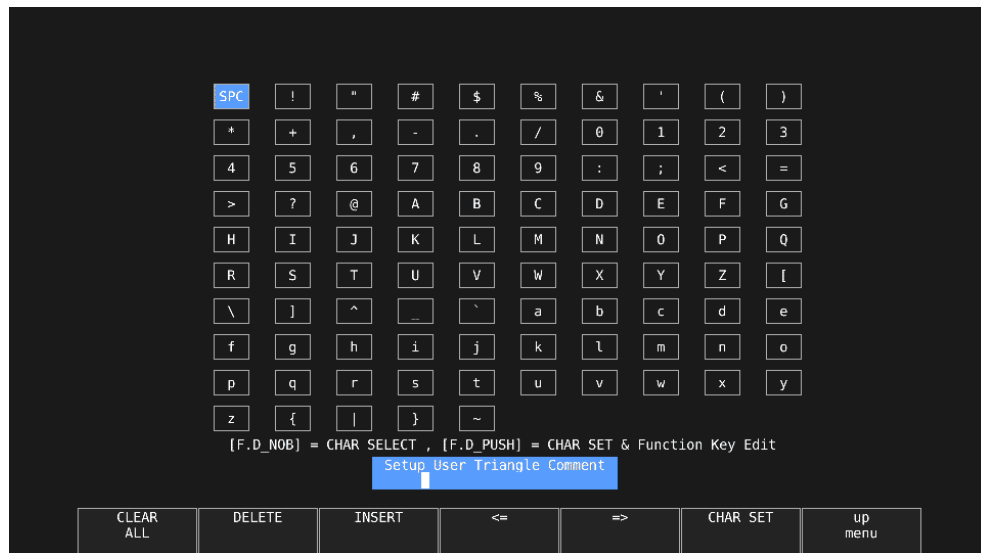 SPC ! " # $ % & ' ( )
* + , - . / 0 1 2 3
4 5 6 7 8 9 : ; < =
> ? @ A B C D E F G
H I J K L M N O P Q
R S T U V W X Y Z [
\ ] ^ _ ` a b c d e
f g h i j k l m n o
p q r s t u v w x y
z { | } ~
[F.D_NOB] = CHAR SELECT , [F.D_PUSH] = CHAR SET & Function Key Edit
Setup User Triangle Comment
CLEAR DELETE INSERT <= => CHAR SET up
ALL menu